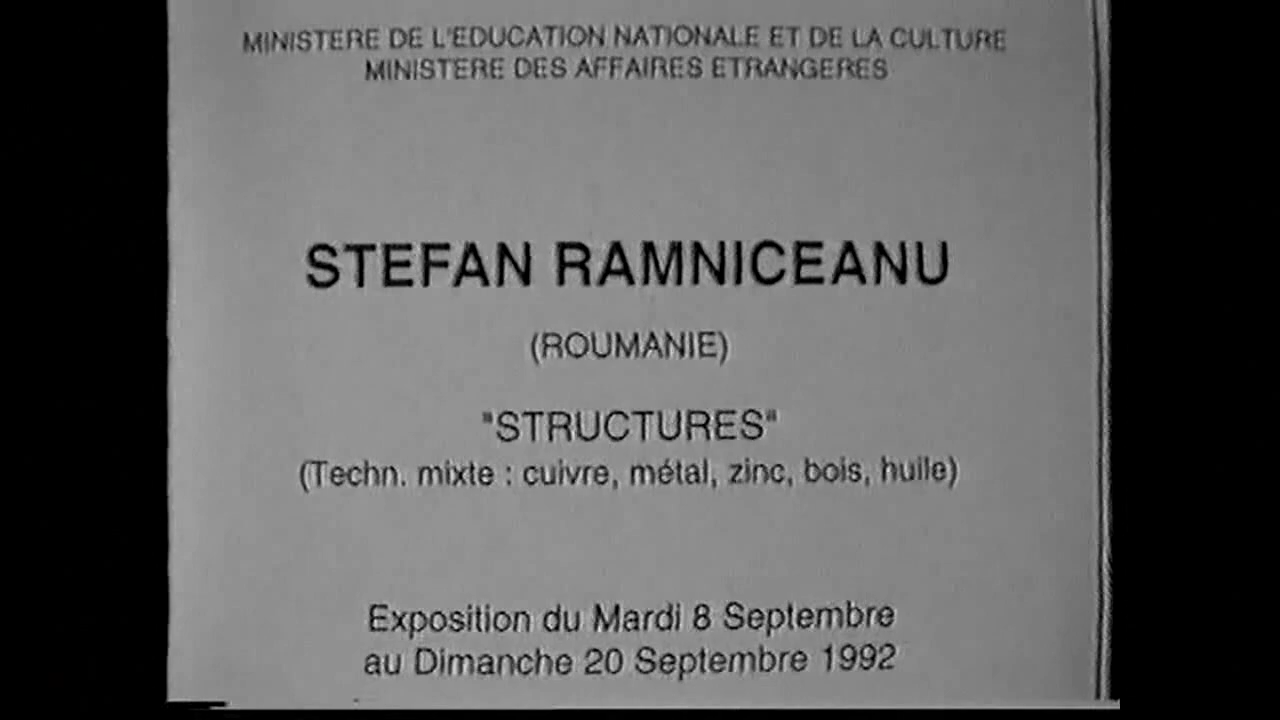 MINISTERE DE L'EDUCATION NATIONALE ET DE LA CULTURE
MINISTERE DES AFFAIRES ETRANGERES
STEFAN RAMNICEANU
(ROUMANIE)
"STRUCTURES"
(Techn. mixte : cuivre, métal, zinc, bois, huile)
Exposition du Mardi 8 Septembre
au Dimanche 20 Septembre 1992